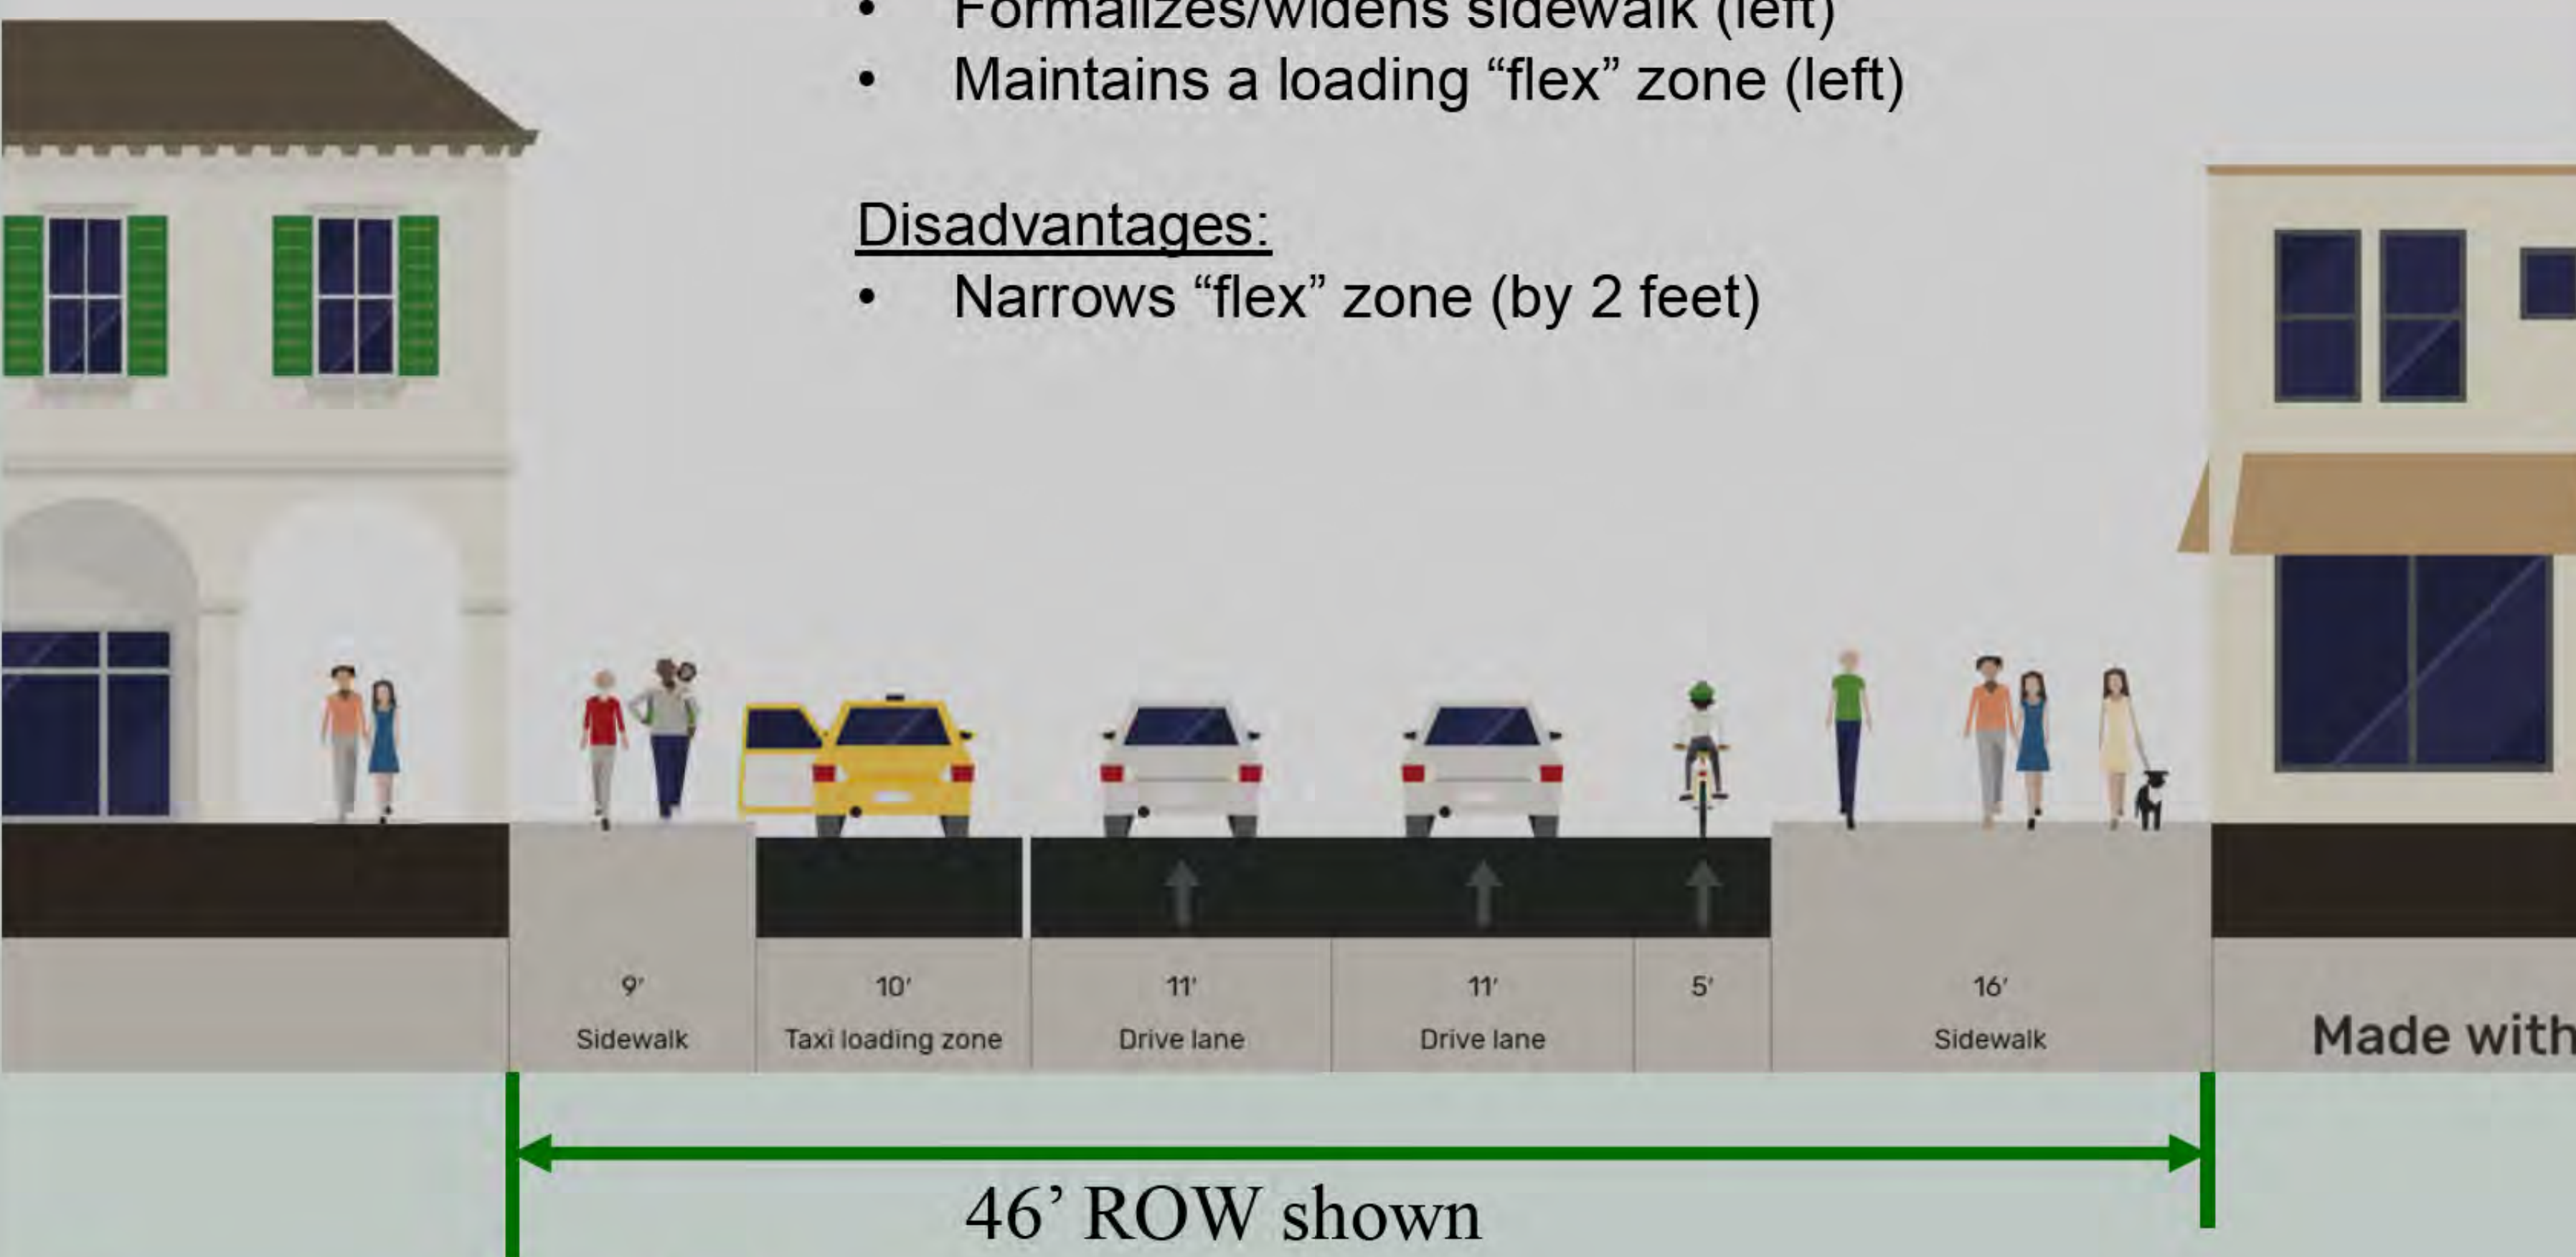 • Formalizes/widens sidewalk (left)
• Maintains a loading “flex” zone (left)
Disadvantages:
• Narrows “flex” zone (by 2 feet)
9′
10′
11′
11′
5′
16′
Sidewalk
Taxi loading zone
Drive lane
Drive lane
Sidewalk
Made with
46’ ROW shown